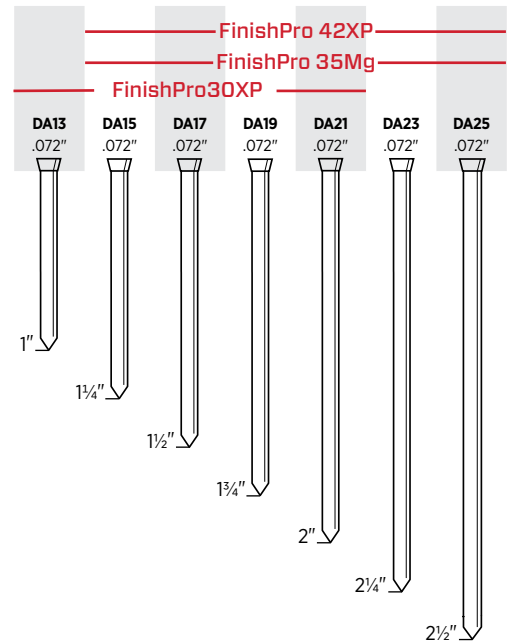 FinishPro 42XP
FinishPro 35Mg
FinishPro30XP
DA13 DA15 DA17 DA19 DA21 DA23 DA25
.072" .072" .072" .072" .072" .072" .072"
1"
1¼"
1½"
1¾"
2"
2¼"
2½"